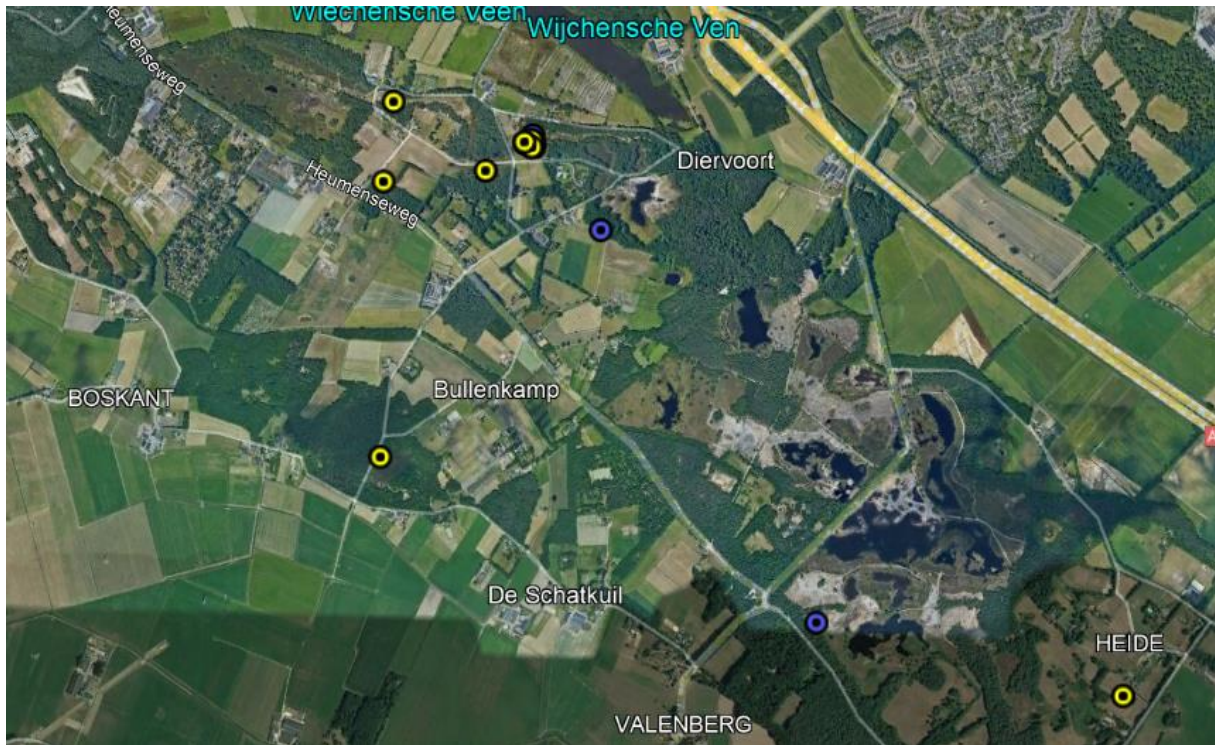 Wiechensche Veen
Wijchensche Ven
Heumenseweg
Diervoort
Heumenseweg
BOSKANT
Bullenkamp
De Schatkuil
HEIDE
VALENBERG
A